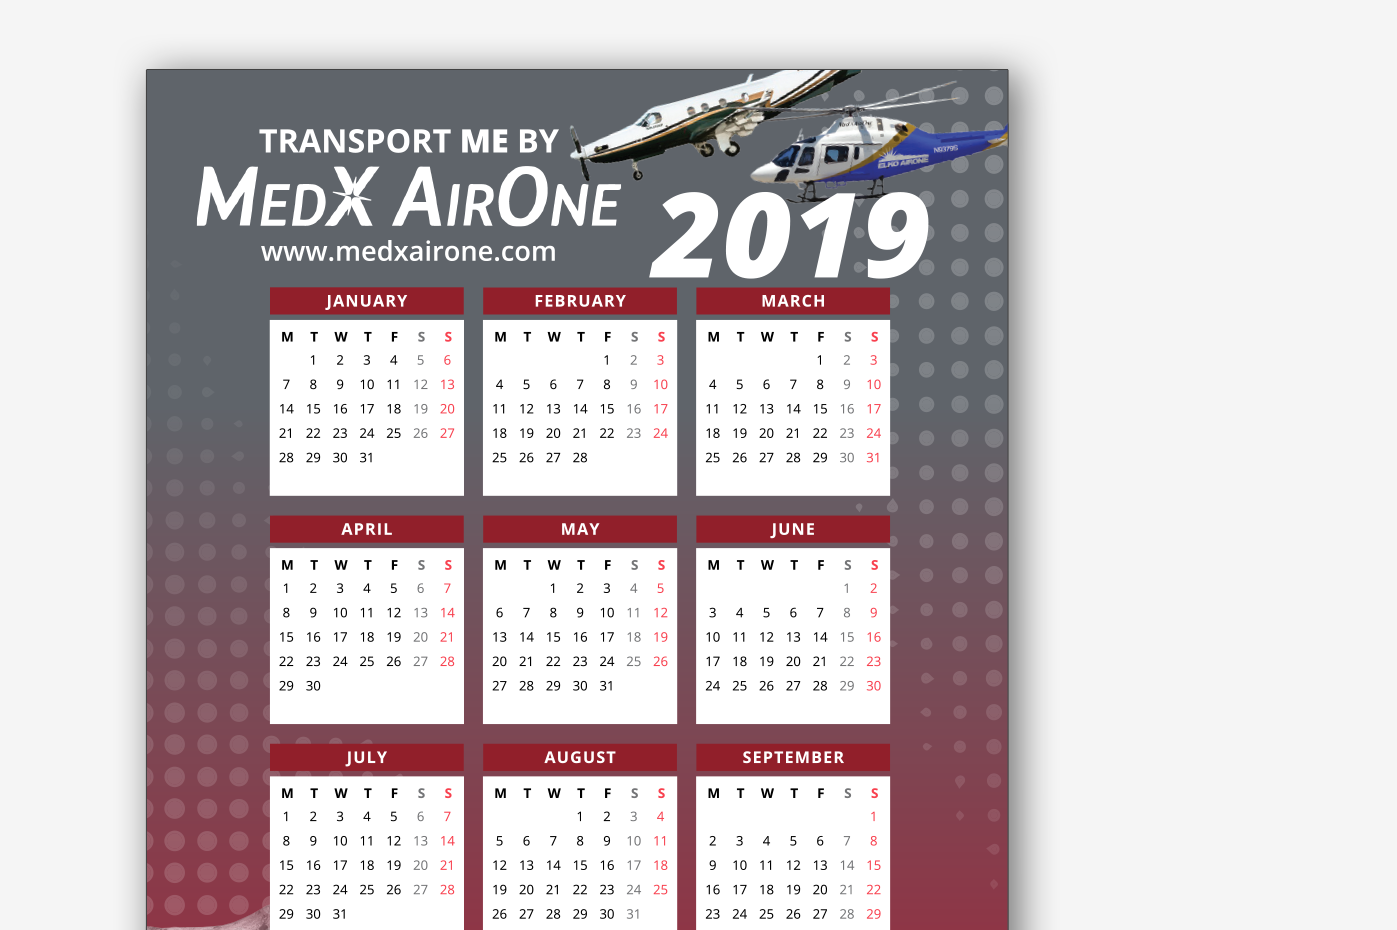 TRANSPORT ME BY
MEDX AIRONE
www.medxairone.com
ELKO AIRONE
2019
JANUARY FEBRUARY MARCH
M T W T F S S M T W T F S S M T W T F S S
1 2 3 4 5 6 1 2 3 1 2 3
7 8 9 10 11 12 13 4 5 6 7 8 9 10 4 5 6 7 8 9 10
14 15 16 17 18 19 20 11 12 13 14 15 16 17 11 12 13 14 15 16 17
21 22 23 24 25 26 27 18 19 20 21 22 23 24 18 19 20 21 22 23 24
28 29 30 31 25 26 27 28 25 26 27 28 29 30 31
APRIL MAY JUNE
M T W T F S S M T W T F S S M T W T F S S
1 2 3 4 5 6 7 1 2 3 4 5 1 2
8 9 10 11 12 13 14 6 7 8 9 10 11 12 3 4 5 6 7 8 9
15 16 17 18 19 20 21 13 14 15 16 17 18 19 10 11 12 13 14 15 16
22 23 24 25 26 27 28 20 21 22 23 24 25 26 17 18 19 20 21 22 23
29 30 27 28 29 30 31 24 25 26 27 28 29 30
JULY AUGUST SEPTEMBER
M T W T F S S M T W T F S S M T W T F S S
1 2 3 4 5 6 7 1 2 3 4 1
8 9 10 11 12 13 14 5 6 7 8 9 10 11 2 3 4 5 6 7 8
15 16 17 18 19 20 21 12 13 14 15 16 17 18 9 10 11 12 13 14 15
22 23 24 25 26 27 28 19 20 21 22 23 24 25 16 17 18 19 20 21 22
29 30 31 26 27 28 29 30 31 23 24 25 26 27 28 29